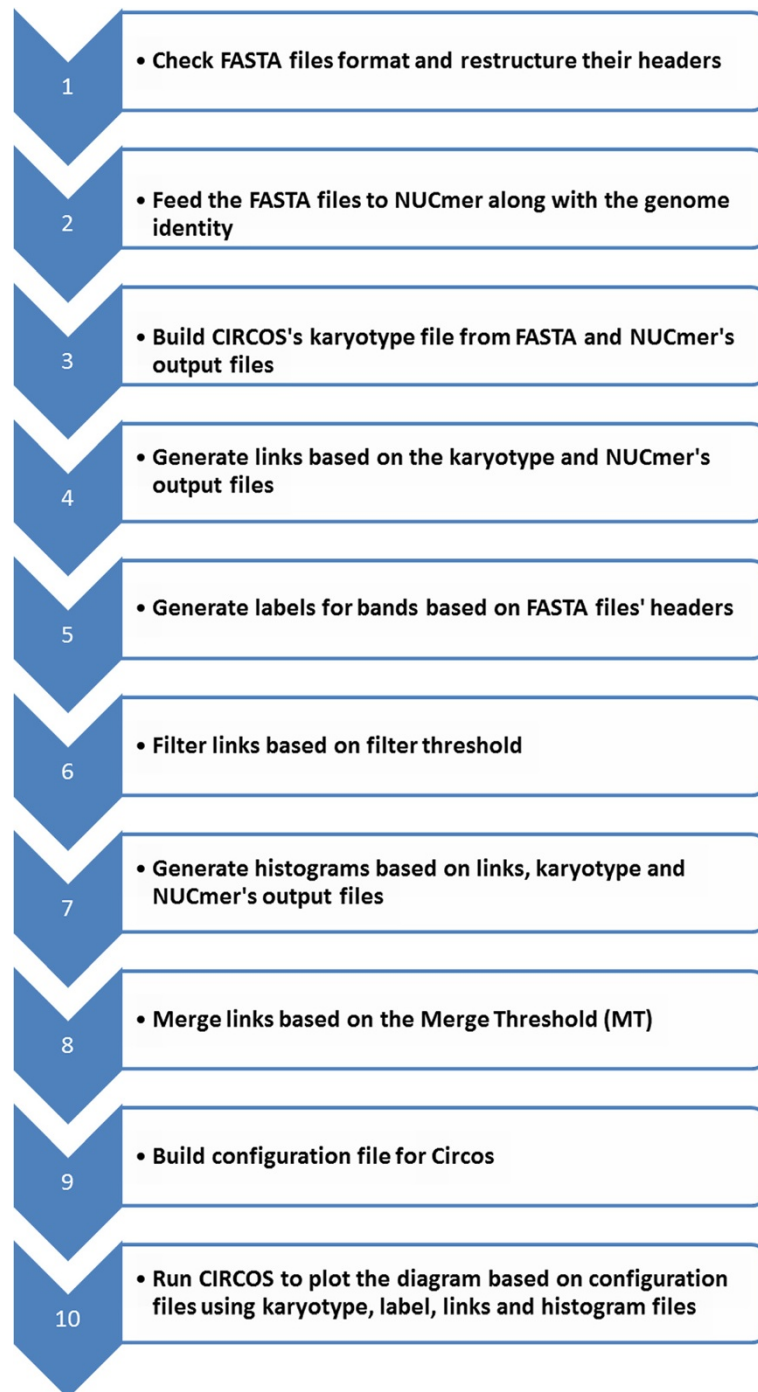 1
• Check FASTA files format and restructure their headers
2
• Feed the FASTA files to NUCmer along with the genome
identity
3
• Build CIRCOS's karyotype file from FASTA and NUCmer's
output files
4
• Generate links based on the karyotype and NUCmer's
output files
5
• Generate labels for bands based on FASTA files' headers
6
• Filter links based on filter threshold
7
• Generate histograms based on links, karyotype and
NUCmer's output files
8
• Merge links based on the Merge Threshold (MT)
9
• Build configuration file for Circos
10
• Run CIRCOS to plot the diagram based on configuration
files using karyotype, label, links and histogram files